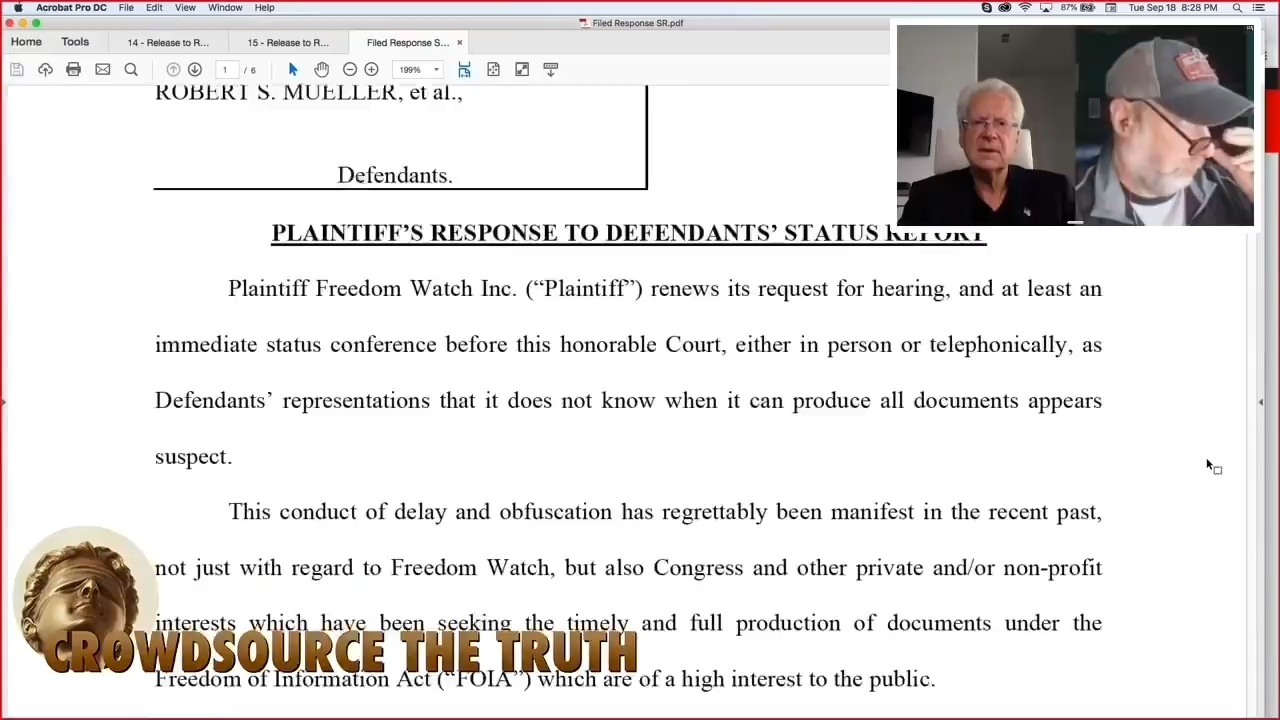 Acrobat Pro DC File Edit View Window Help 87% Tue Sep 18 8:28 PM
Filed Response SR.pdf
Home Tools 14 - Release to R... 15 - Release to R... Filed Response S... ×
1 / 6 199%
ROBERT S. MUELLER, et al.,
Defendants.
PLAINTIFF’S RESPONSE TO DEFENDANTS’ STATUS REPORT
Plaintiff Freedom Watch Inc. (“Plaintiff”) renews its request for hearing, and at least an
immediate status conference before this honorable Court, either in person or telephonically, as
Defendants’ representations that it does not know when it can produce all documents appears
suspect.
This conduct of delay and obfuscation has regrettably been manifest in the recent past,
not just with regard to Freedom Watch, but also Congress and other private and/or non-profit
interests which have been seeking the timely and full production of documents under the
CROWDSOURCE THE TRUTH
Freedom of Information Act (“FOIA”) which are of a high interest to the public.